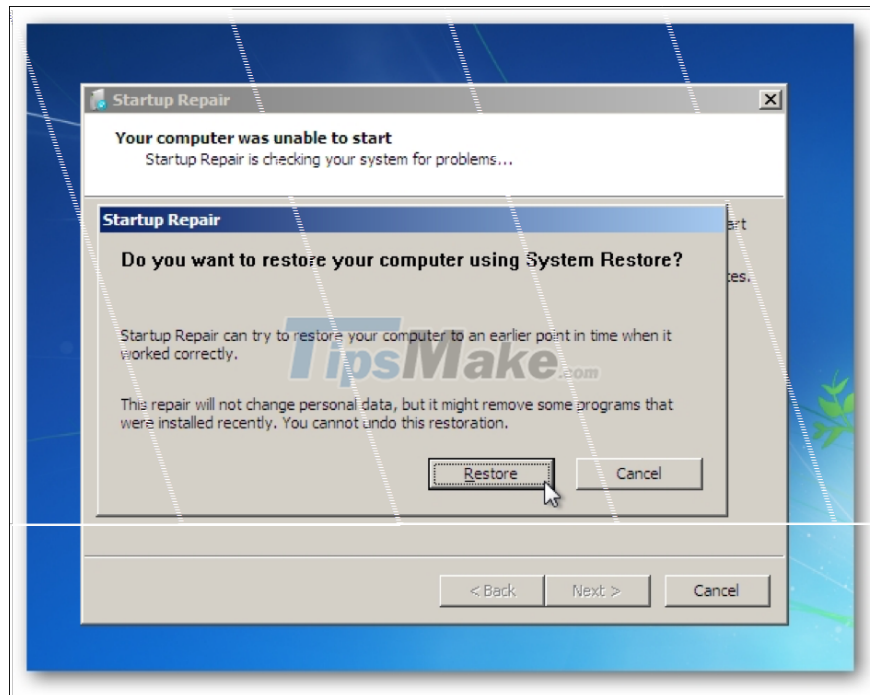 Startup Repair
Your computer was unable to start
Startup Repair is checking your system for problems...
art
tes.
Startup Repair
Do you want to restore your computer using System Restore?
Startup Repair can try to restore your computer to an earlier point in time when it
worked correctly.
TipsMake.com
This repair will not change personal data, but it might remove some programs that
were installed recently. You cannot undo this restoration.
Restore Cancel
< Back Next > Cancel